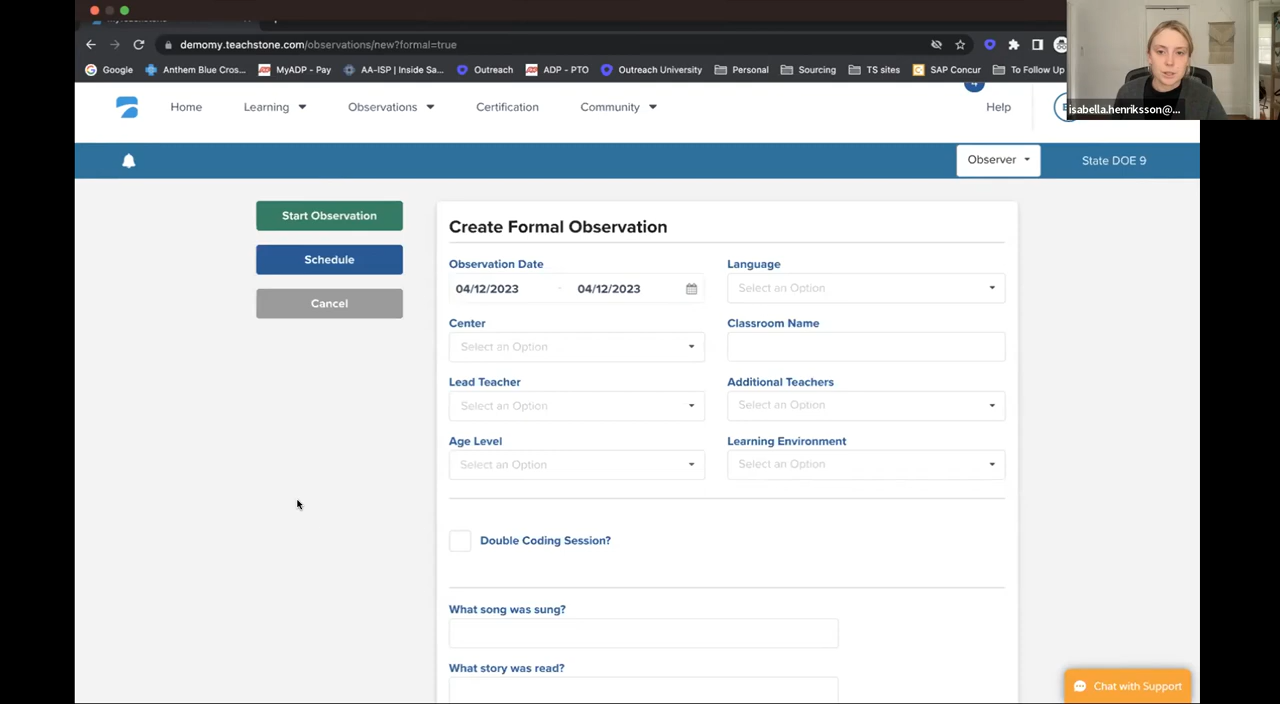 demomy.teachstone.com/observations/new?formal=true
Google Anthem Blue Cros... MyADP - Pay AA-ISP | Inside Sa... Outreach ADP - PTO Outreach University Personal Sourcing TS sites SAP Concur To Follow Up
isabella.henriksson@...
Home Learning Observations Certification Community Help
Observer State DOE 9
Start Observation
Schedule
Cancel
Create Formal Observation
Observation Date Language
04/12/2023 - 04/12/2023 Select an Option
Center Classroom Name
Select an Option
Lead Teacher Additional Teachers
Select an Option Select an Option
Age Level Learning Environment
Select an Option Select an Option
Double Coding Session?
What song was sung?
What story was read?
Chat with Support